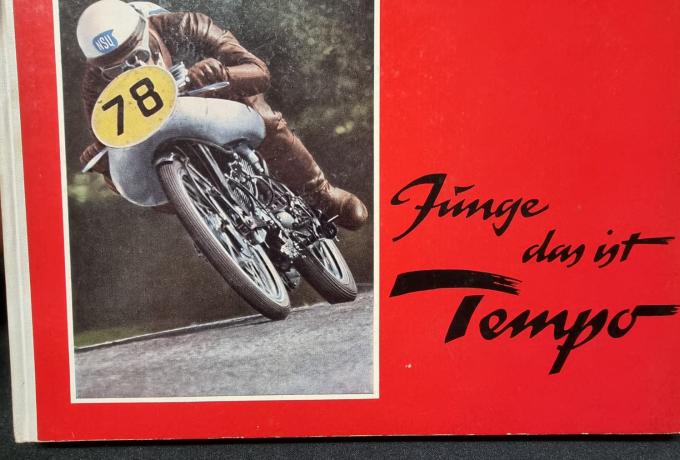 NSU
78
Junge
das ist
Tempo